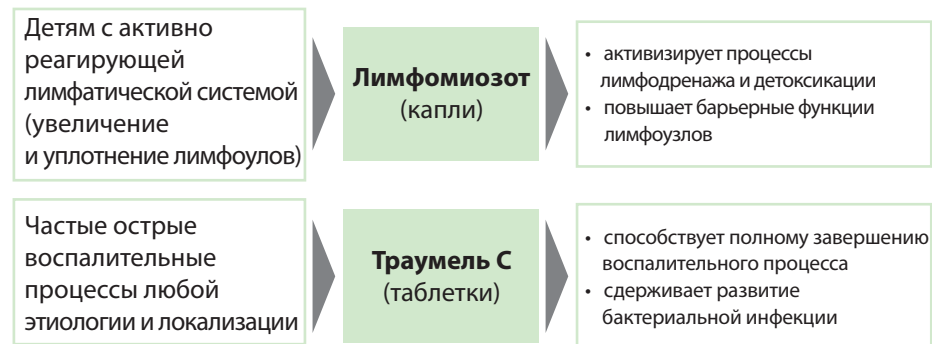 Детям с активно
реагирующей
лимфатической системой
(увеличение
и уплотнение лимфоулов)
Лимфомиозот
(капли)
• активизирует процессы
лимфодренажа и детоксикации
• повышает барьерные функции
лимфоузлов
Частые острые
воспалительные
процессы любой
этиологии и локализации
Траумель С
(таблетки)
• способствует полному завершению
воспалительного процесса
• сдерживает развитие
бактериальной инфекции